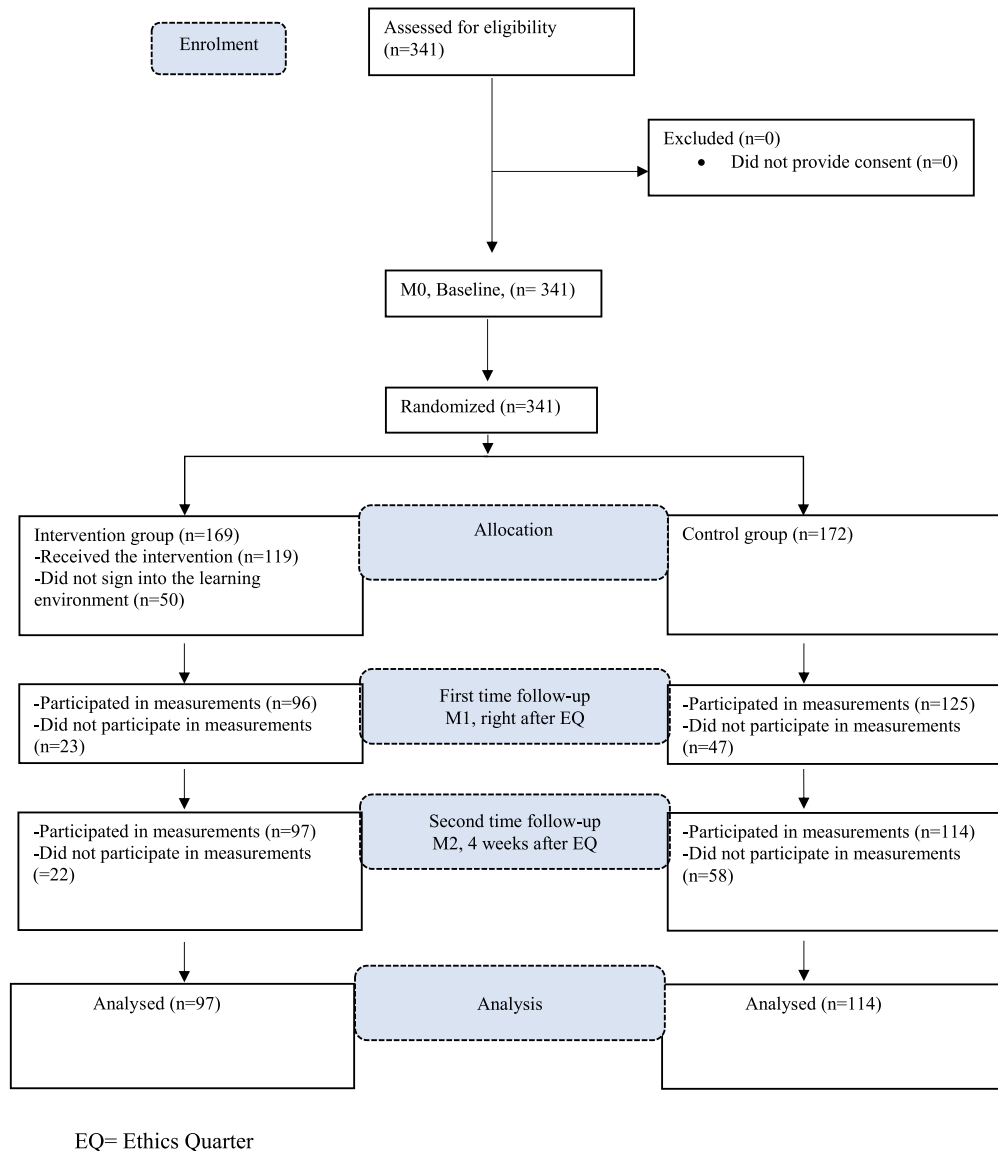 Enrolment
Assessed for eligibility
(n=341)
Excluded (n=0)
• Did not provide consent (n=0)
M0, Baseline, (n= 341)
Randomized (n=341)
Intervention group (n=169)
-Received the intervention (n=119)
-Did not sign into the learning
environment (n=50)
Allocation
Control group (n=172)
-Participated in measurements (n=96)
-Did not participate in measurements
(n=23)
First time follow-up
M1, right after EQ
-Participated in measurements (n=125)
-Did not participate in measurements
(n=47)
-Participated in measurements (n=97)
-Did not participate in measurements
(=22)
Second time follow-up
M2, 4 weeks after EQ
-Participated in measurements (n=114)
-Did not participate in measurements
(n=58)
Analysed (n=97)
Analysis
Analysed (n=114)
EQ= Ethics Quarter